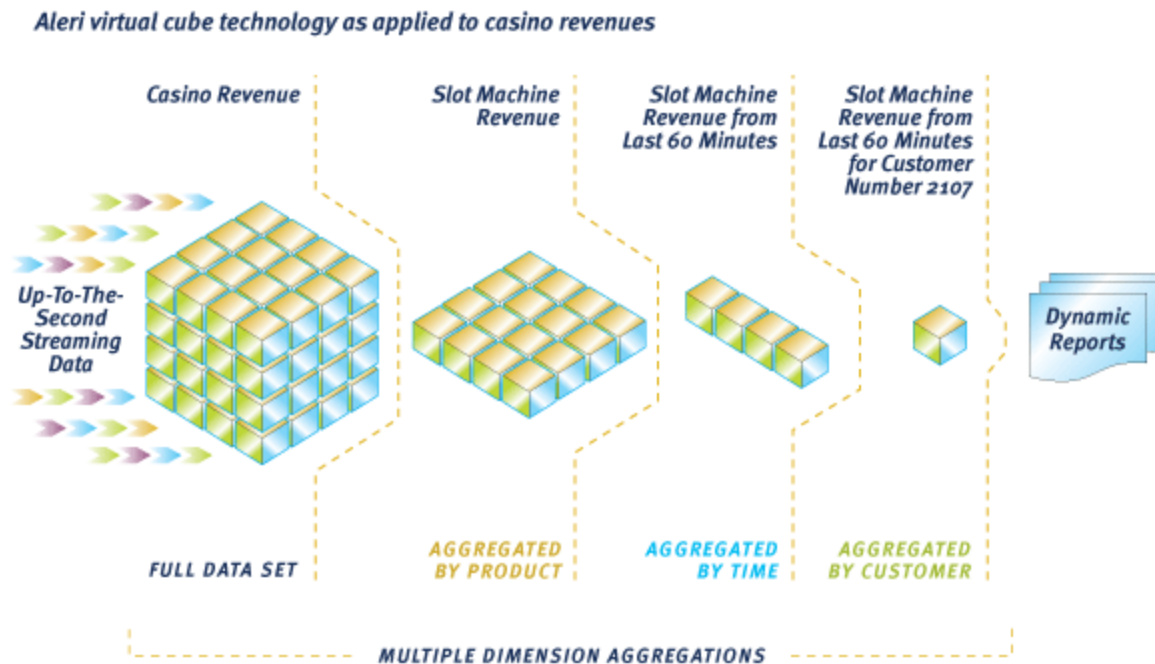 Aleri virtual cube technology as applied to casino revenues
Casino Revenue
Slot Machine
Revenue
Slot Machine
Revenue from
Last 60 Minutes
Slot Machine
Revenue from
Last 60 Minutes
for Customer
Number 2107
Up-To-The-
Second
Streaming
Data
Dynamic
Reports
FULL DATA SET
AGGREGATED
BY PRODUCT
AGGREGATED
BY TIME
AGGREGATED
BY CUSTOMER
MULTIPLE DIMENSION AGGREGATIONS